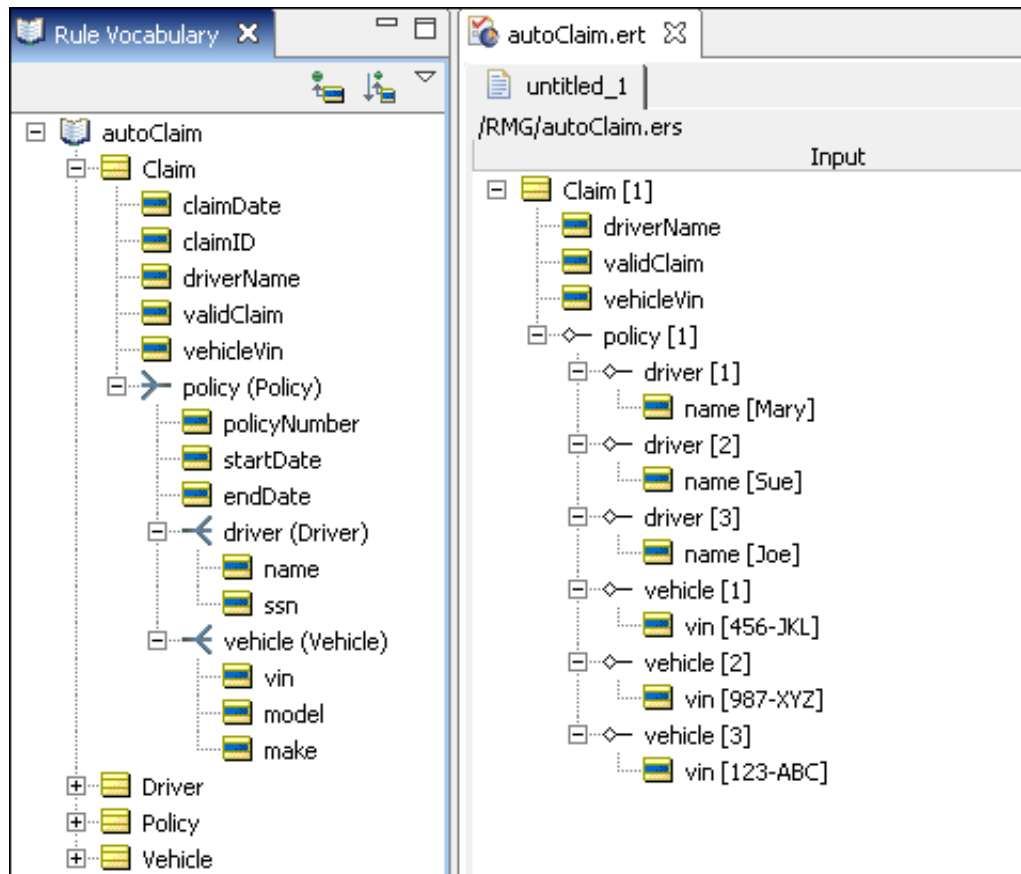 Rule Vocabulary
autoClaim
Claim
claimDate
claimID
driverName
validClaim
vehicleVin
policy (Policy)
policyNumber
startDate
endDate
driver (Driver)
name
ssn
vehicle (Vehicle)
vin
model
make
Driver
Policy
Vehicle
autoClaim.ert
untitled_1
/RMG/autoClaim.ers
Input
Claim [1]
driverName
validClaim
vehicleVin
policy [1]
driver [1]
name [Mary]
driver [2]
name [Sue]
driver [3]
name [Joe]
vehicle [1]
vin [456-JKL]
vehicle [2]
vin [987-XYZ]
vehicle [3]
vin [123-ABC]